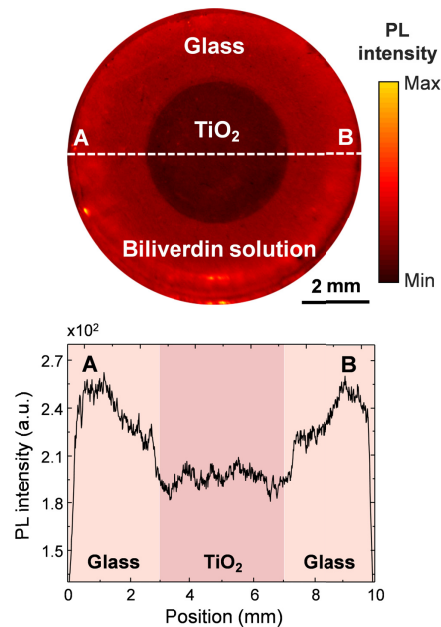 Glass
A
TiO₂
B
Biliverdin solution
2 mm
PL
intensity
Max
Min
x10²
2.7
2.4
2.1
1.8
1.5
PL intensity (a.u.)
A
B
Glass
TiO₂
Glass
0
2
4
6
8
10
Position (mm)